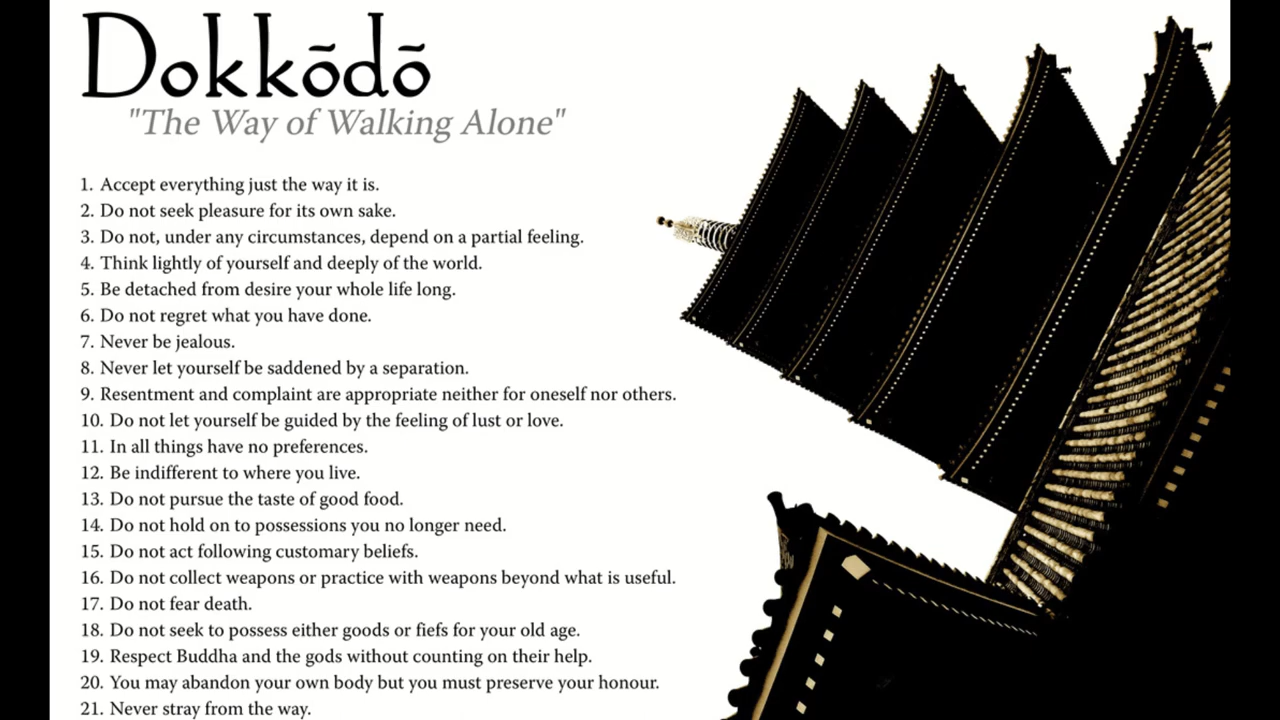 Dokkōdō
"The Way of Walking Alone"
1. Accept everything just the way it is.
2. Do not seek pleasure for its own sake.
3. Do not, under any circumstances, depend on a partial feeling.
4. Think lightly of yourself and deeply of the world.
5. Be detached from desire your whole life long.
6. Do not regret what you have done.
7. Never be jealous.
8. Never let yourself be saddened by a separation.
9. Resentment and complaint are appropriate neither for oneself nor others.
10. Do not let yourself be guided by the feeling of lust or love.
11. In all things have no preferences.
12. Be indifferent to where you live.
13. Do not pursue the taste of good food.
14. Do not hold on to possessions you no longer need.
15. Do not act following customary beliefs.
16. Do not collect weapons or practice with weapons beyond what is useful.
17. Do not fear death.
18. Do not seek to possess either goods or fiefs for your old age.
19. Respect Buddha and the gods without counting on their help.
20. You may abandon your own body but you must preserve your honour.
21. Never stray from the way.